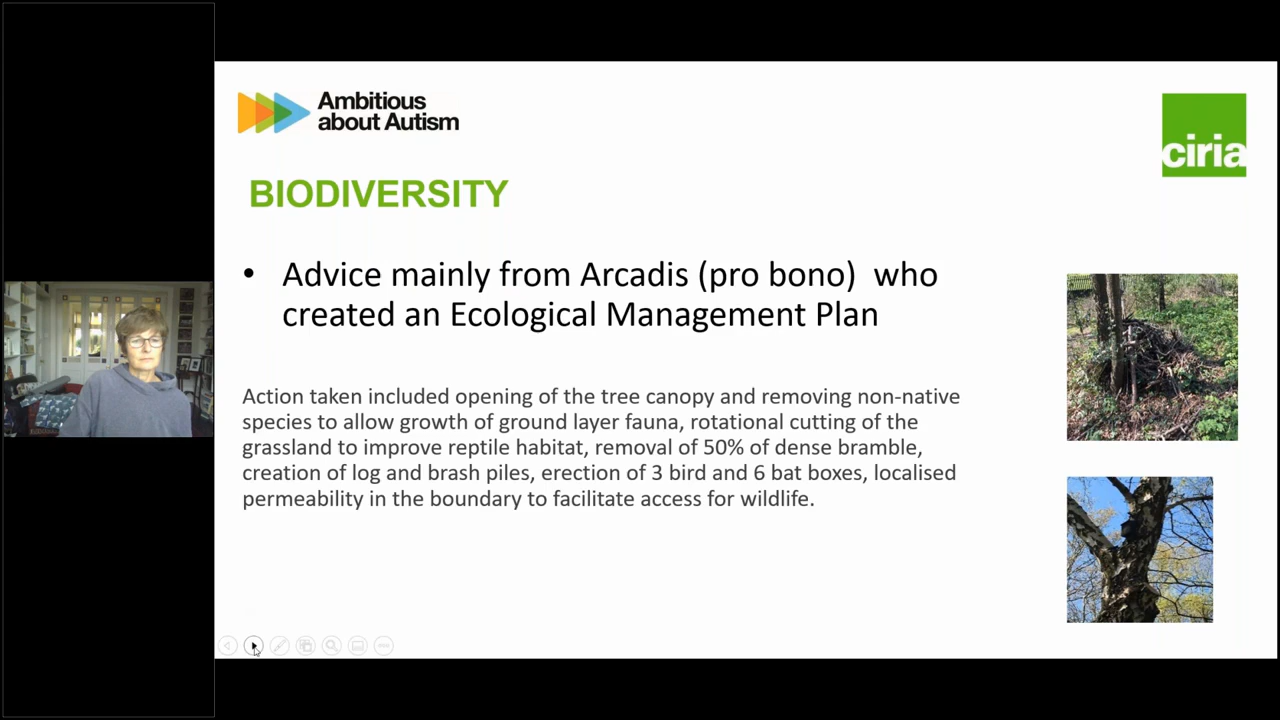 Ambitious
about Autism
ciria
BIODIVERSITY
• Advice mainly from Arcadis (pro bono)  who
created an Ecological Management Plan
Action taken included opening of the tree canopy and removing non-native
species to allow growth of ground layer fauna, rotational cutting of the
grassland to improve reptile habitat, removal of 50% of dense bramble,
creation of log and brash piles, erection of 3 bird and 6 bat boxes, localised
permeability in the boundary to facilitate access for wildlife.